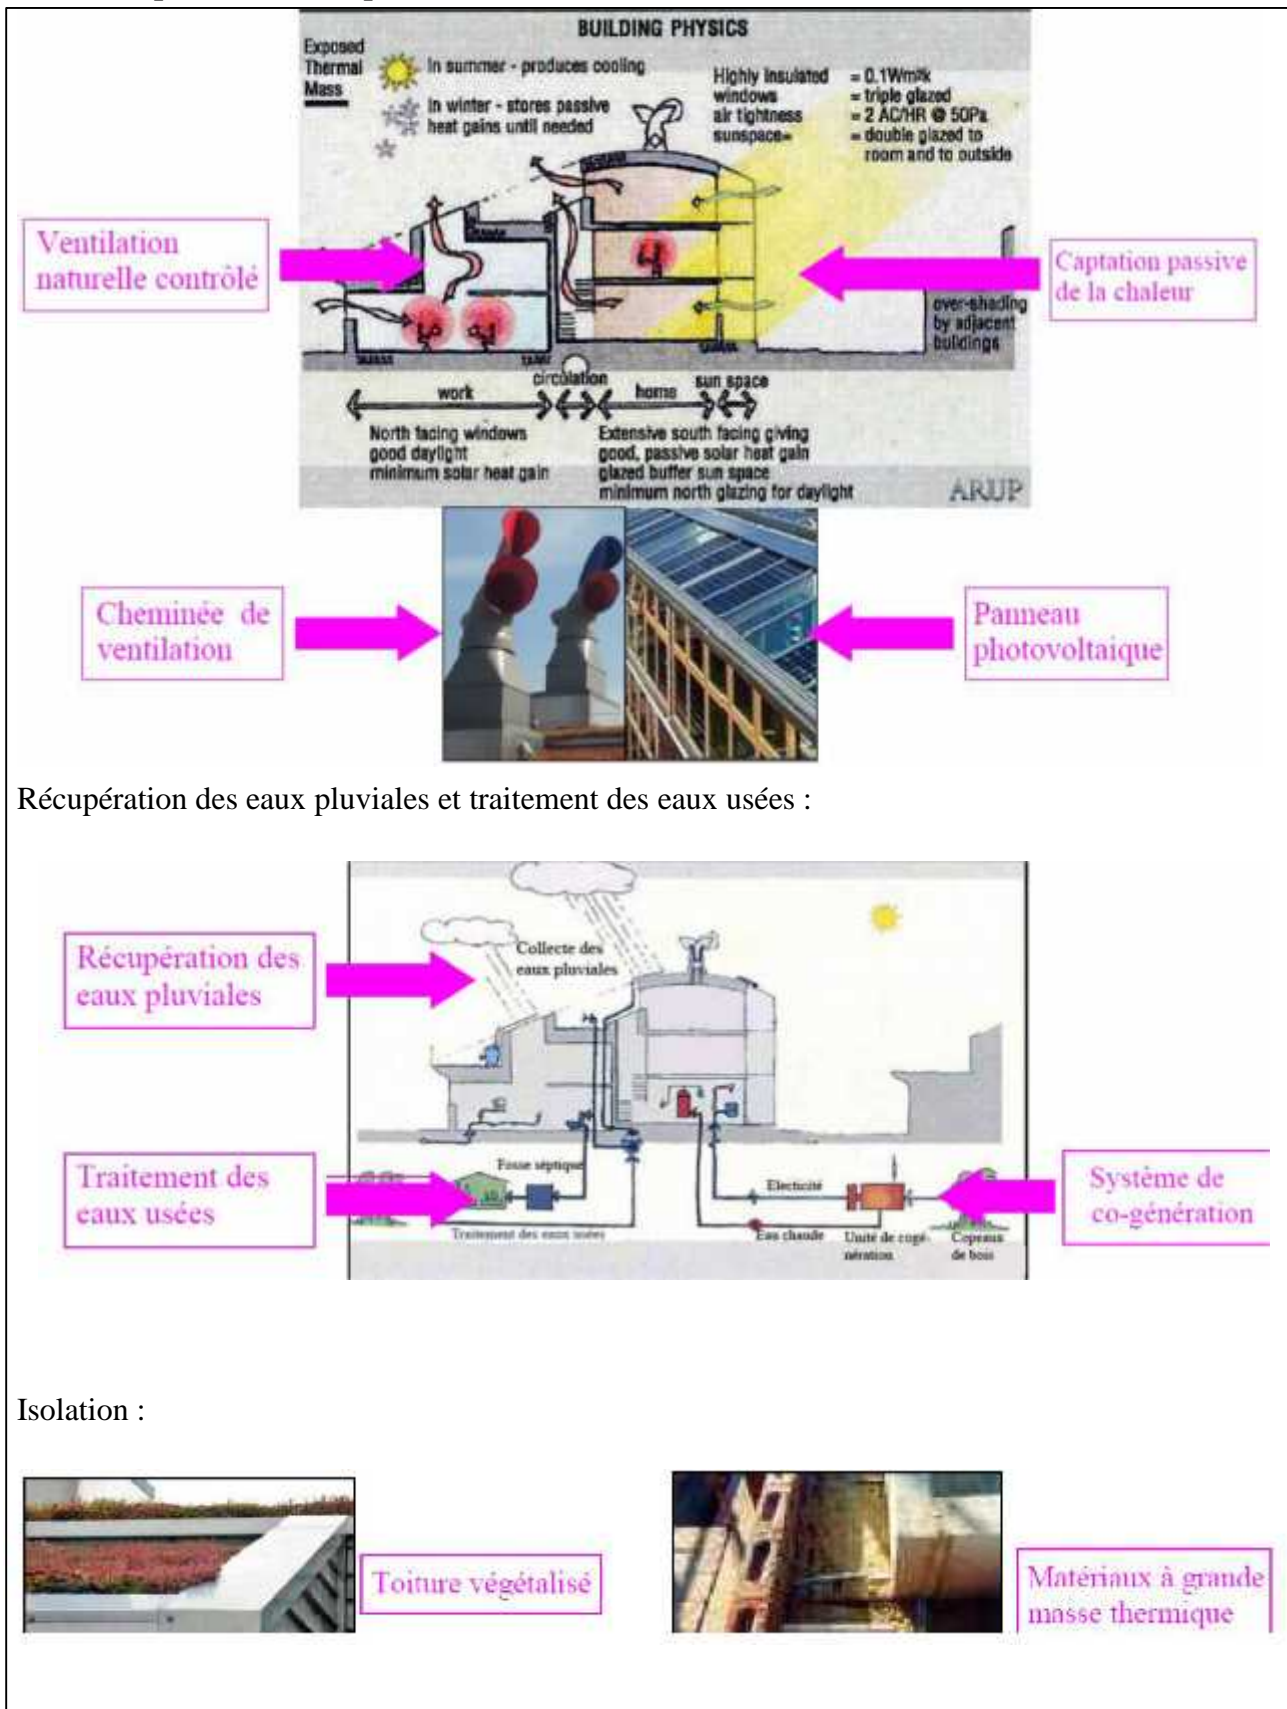 BUILDING PHYSICS
Exposed
Thermal
Mass
In summer - produces cooling
In winter - stores passive
heat gains until needed
Highly insulated = 0.1Wm²k
windows = triple glazed
air tightness = 2 AC/HR @ 50Pa
sunspace= = double glazed to
room and to outside
Ventilation
naturelle contrôlé
Captation passive
de la chaleur
over-shading
by adjacent
buildings
work
circulation
home
sun space
North facing windows
good daylight
minimum solar heat gain
Extensive south facing giving
good, passive solar heat gain
glazed buffer sun space
minimum north glazing for daylight
ARUP
Cheminée de
ventilation
Panneau
photovoltaique
Récupération des eaux pluviales et traitement des eaux usées :
Récupération des
eaux pluviales
Collecte des
eaux pluviales
Traitement des
eaux usées
Fosse séptique
Traitement des eaux usées
Electicité
Eau chaude
Unité de cogé-
nération
Copeaux
de bois
Système de
co-génération
Isolation :
Toiture végétalisé
Matériaux à grande
masse thermique